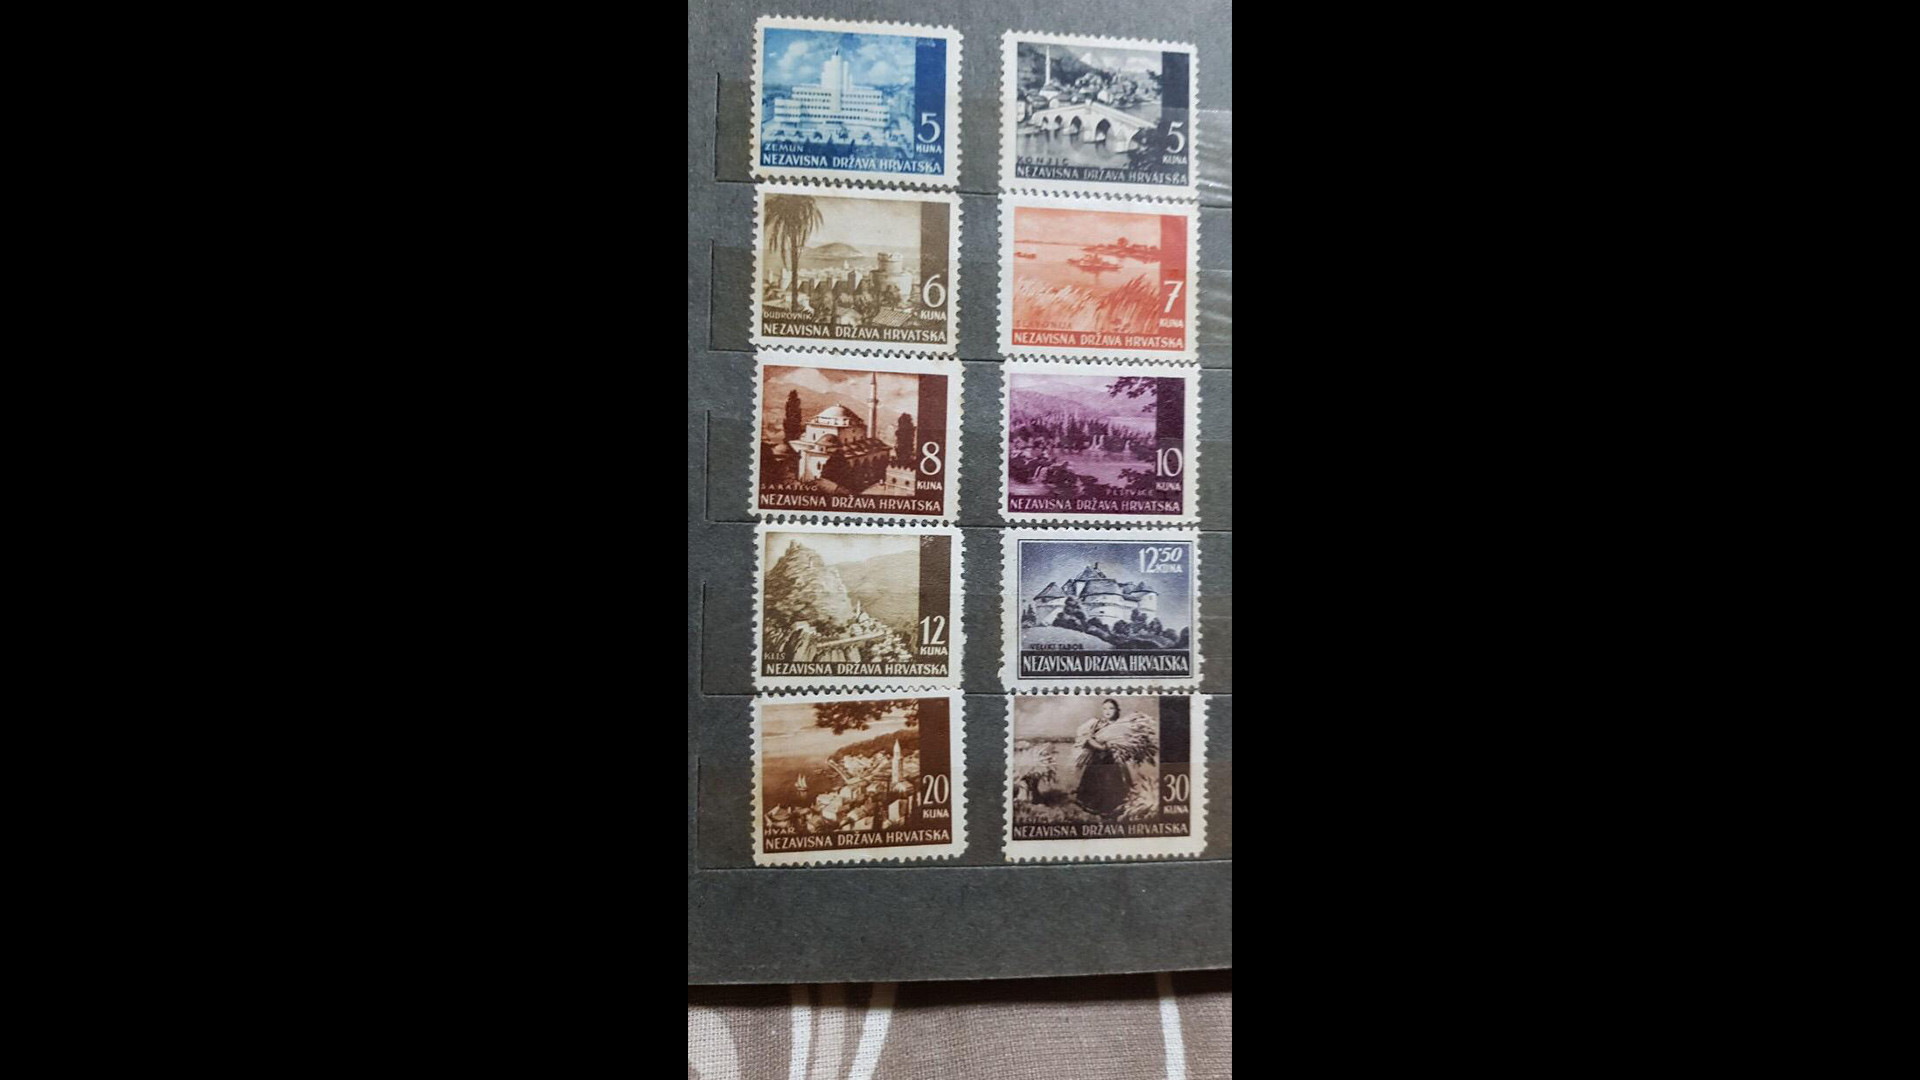 5
KUNA
ZEMUN
NEZAVISNA DRŽAVA HRVATSKA
5
KUNA
KONJIC
NEZAVISNA DRŽAVA HRVATSKA
6
KUNA
DUBROVNIK
NEZAVISNA DRŽAVA HRVATSKA
7
KUNA
NEZAVISNA DRŽAVA HRVATSKA
8
KUNA
SARAJEVO
NEZAVISNA DRŽAVA HRVATSKA
10
KUNA
PLITVICE
NEZAVISNA DRŽAVA HRVATSKA
12
KUNA
KLIS
NEZAVISNA DRŽAVA HRVATSKA
12·50
KUNA
VELIKI TABOR
NEZAVISNA DRŽAVA HRVATSKA
20
KUNA
HVAR
NEZAVISNA DRŽAVA HRVATSKA
30
KUNA
NEZAVISNA DRŽAVA HRVATSKA